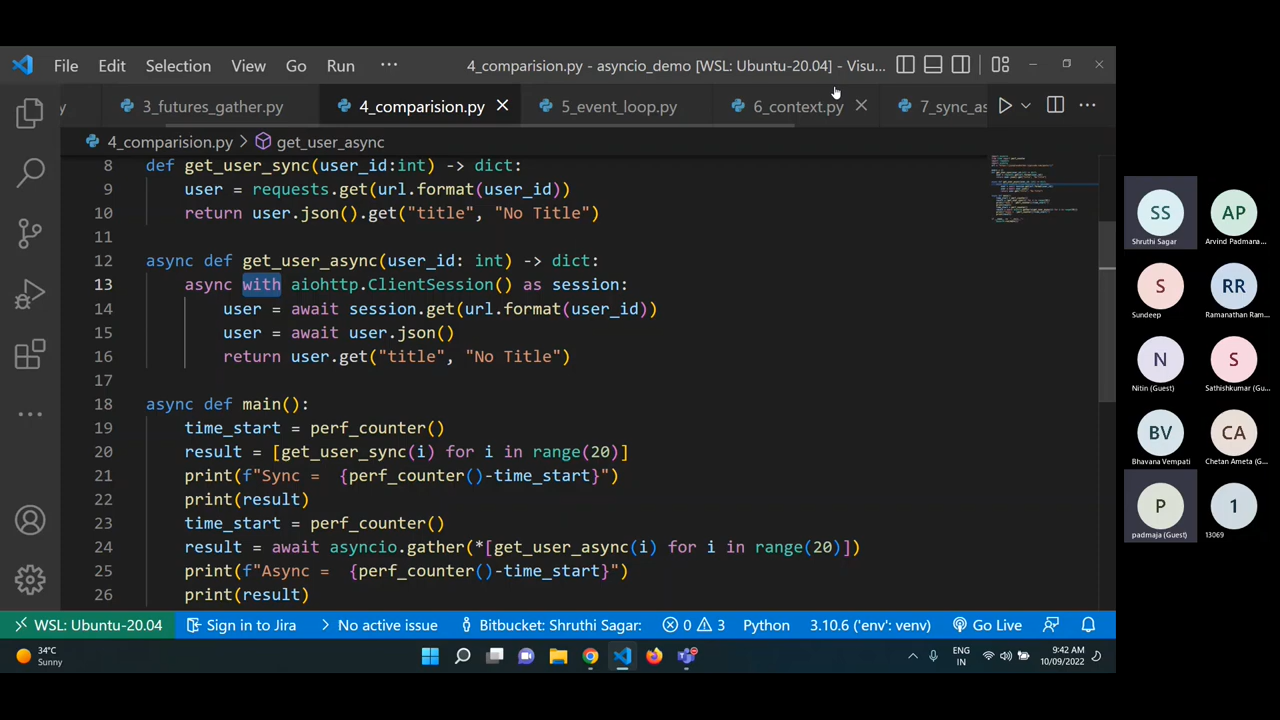 File Edit Selection View Go Run ··· 4_comparision.py - asyncio_demo [WSL: Ubuntu-20.04] - Visu...
y 3_futures_gather.py 4_comparision.py 5_event_loop.py 6_context.py 7_sync_as
4_comparision.py > get_user_async
8 def get_user_sync(user_id:int) -> dict:
9 user = requests.get(url.format(user_id))
10 return user.json().get("title", "No Title")
11
12 async def get_user_async(user_id: int) -> dict:
13 async with aiohttp.ClientSession() as session:
14 user = await session.get(url.format(user_id))
15 user = await user.json()
16 return user.get("title", "No Title")
17
18 async def main():
19 time_start = perf_counter()
20 result = [get_user_sync(i) for i in range(20)]
21 print(f"Sync =  {perf_counter()-time_start}")
22 print(result)
23 time_start = perf_counter()
24 result = await asyncio.gather(*[get_user_async(i) for i in range(20)])
25 print(f"Async =  {perf_counter()-time_start}")
26 print(result)
WSL: Ubuntu-20.04 Sign in to Jira No active issue Bitbucket: Shruthi Sagar: 0 3 Python 3.10.6 ('env': venv) Go Live
34°C
Sunny
ENG
IN
9:42 AM
10/09/2022
SS AP
Shruthi Sagar Arvind Padmana...
S RR
Sundeep Ramanathan Ram...
N S
Nitin (Guest) Sathishkumar (Gu...
BV CA
Bhavana Vempati Chetan Ameta (G...
P 1
padmaja (Guest) 13069